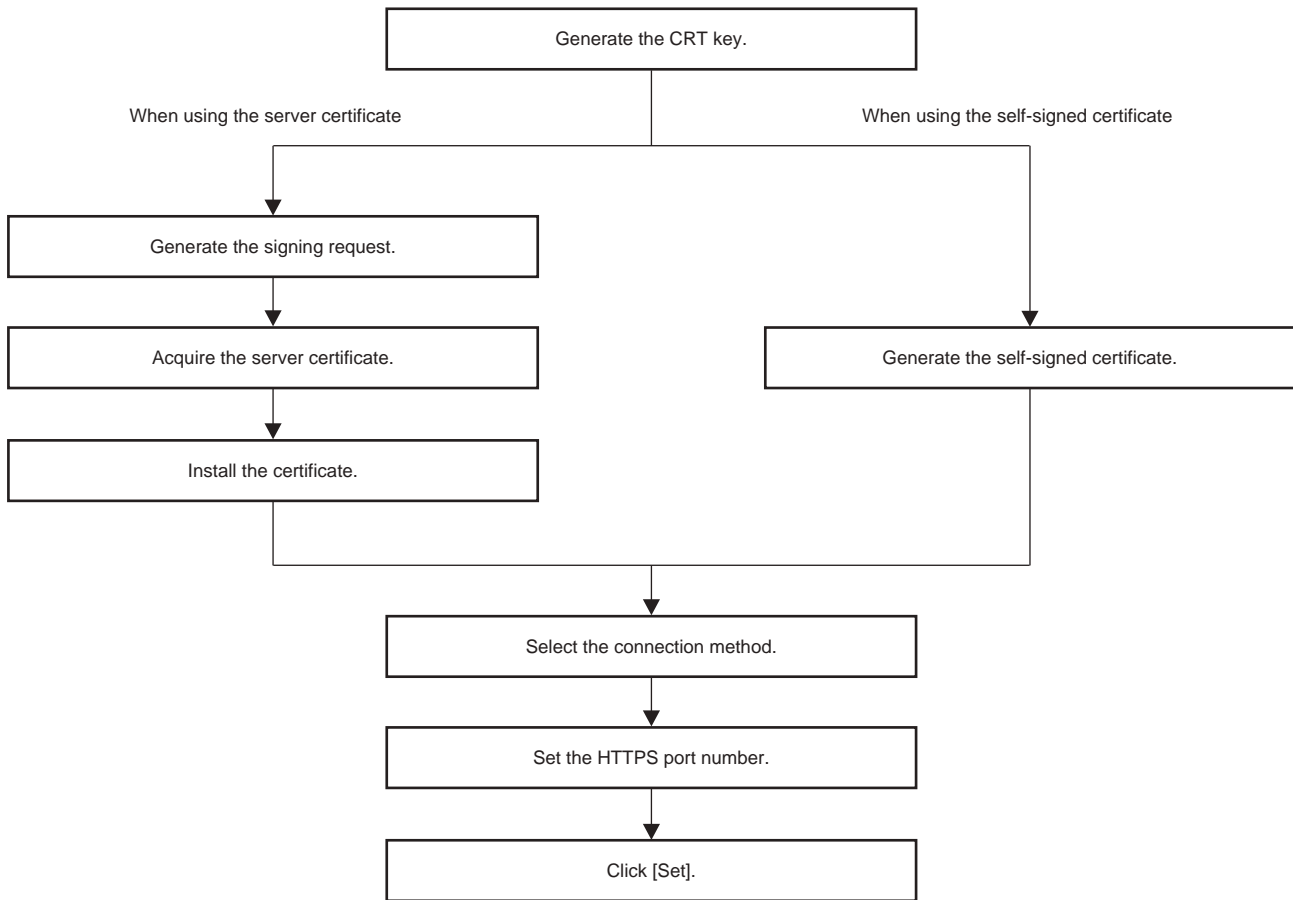 Generate the CRT key.
When using the server certificate
When using the self-signed certificate
Generate the signing request.
Acquire the server certificate.
Generate the self-signed certificate.
Install the certificate.
Select the connection method.
Set the HTTPS port number.
Click [Set].